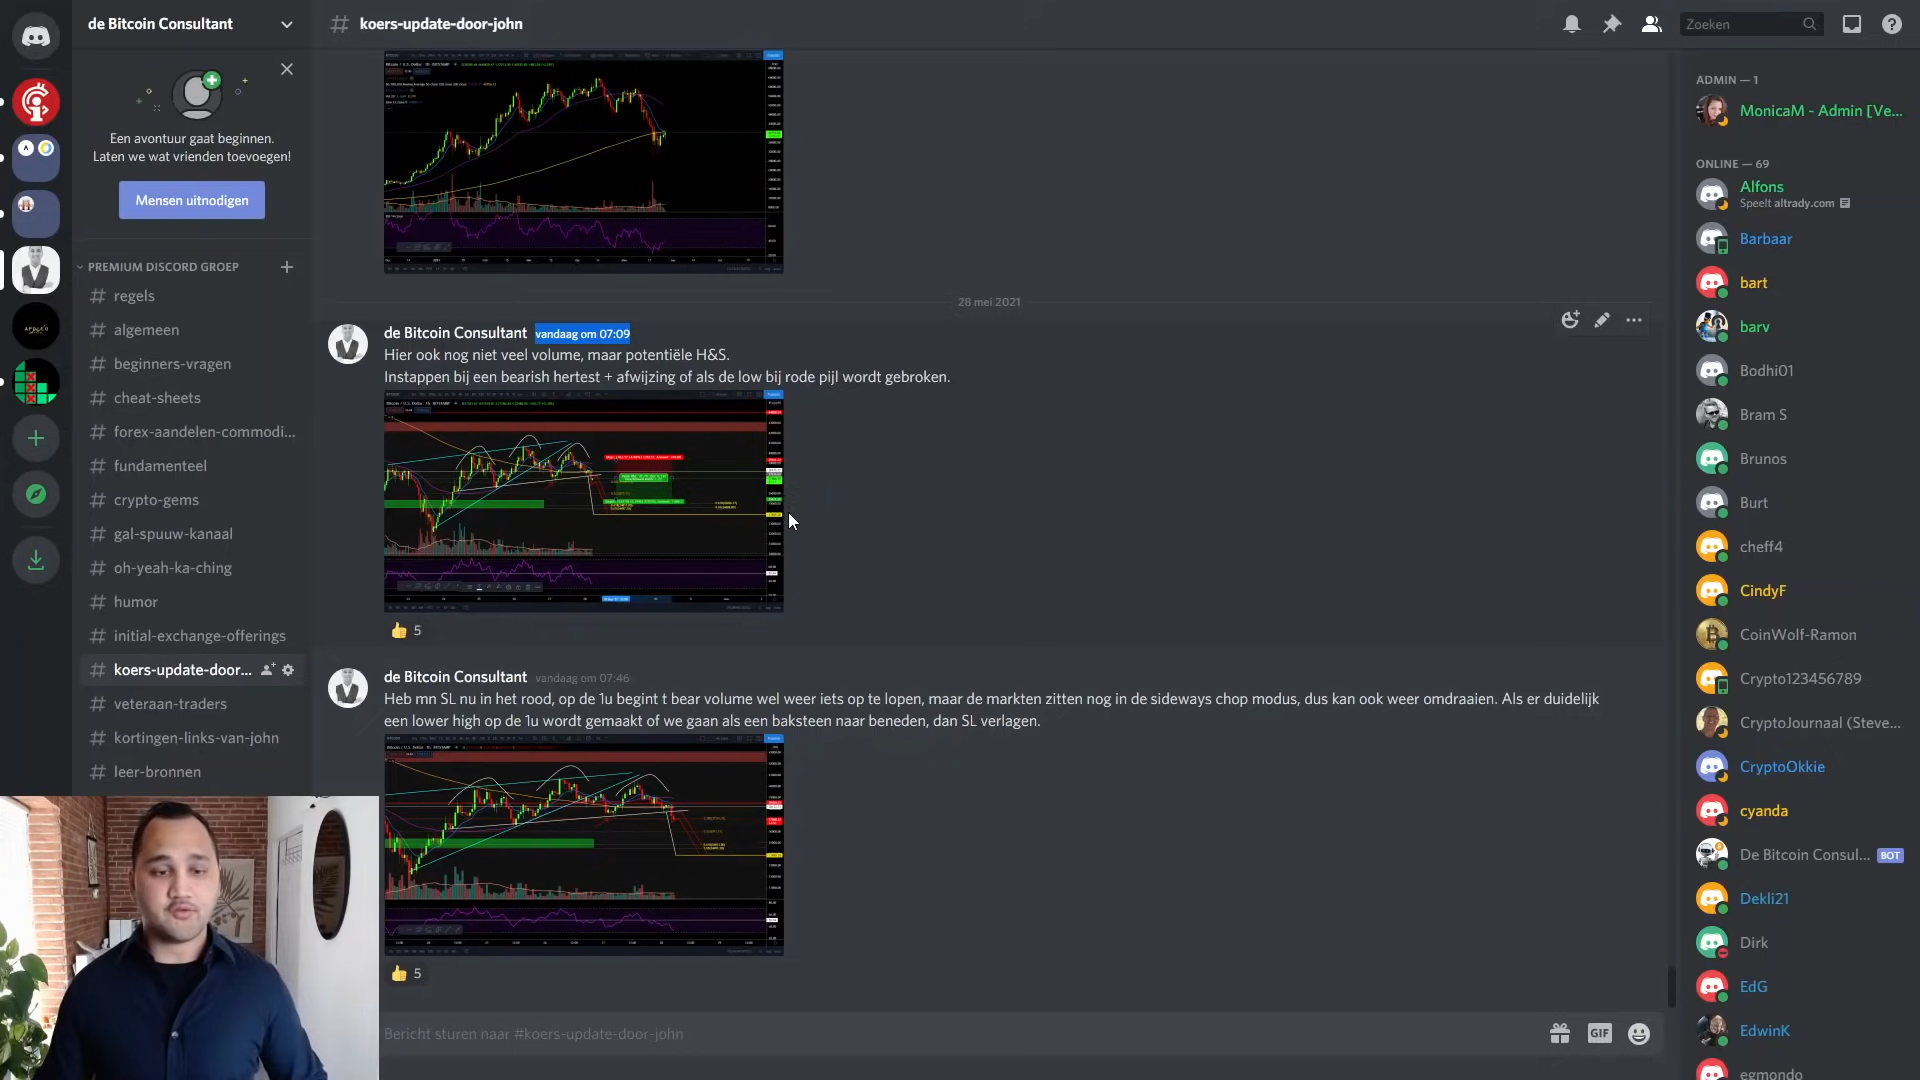 de Bitcoin Consultant
koers-update-door-john
Zoeken
Een avontuur gaat beginnen.
Laten we wat vrienden toevoegen!
Mensen uitnodigen
PREMIUM DISCORD GROEP
regels
algemeen
beginners-vragen
cheat-sheets
forex-aandelen-commodi...
fundamenteel
crypto-gems
gal-spuuw-kanaal
oh-yeah-ka-ching
humor
initial-exchange-offerings
koers-update-door...
veteraan-traders
kortingen-links-van-john
leer-bronnen
28 mei 2021
de Bitcoin Consultant vandaag om 07:09
Hier ook nog niet veel volume, maar potentiële H&S.
Instappen bij een bearish hertest + afwijzing of als de low bij rode pijl wordt gebroken.
5
de Bitcoin Consultant vandaag om 07:46
Heb mn SL nu in het rood, op de 1u begint t bear volume wel weer iets op te lopen, maar de markten zitten nog in de sideways chop modus, dus kan ook weer omdraaien. Als er duidelijk
een lower high op de 1u wordt gemaakt of we gaan als een baksteen naar beneden, dan SL verlagen.
5
Bericht sturen naar #koers-update-door-john
GIF
ADMIN — 1
MonicaM - Admin [Ve...
ONLINE — 69
Alfons
Speelt altrady.com
Barbaar
bart
barv
Bodhi01
Bram S
Brunos
Burt
cheff4
CindyF
CoinWolf-Ramon
Crypto123456789
CryptoJournaal (Steve...
CryptoOkkie
cyanda
De Bitcoin Consul... BOT
Dekli21
Dirk
EdG
EdwinK
egmondo